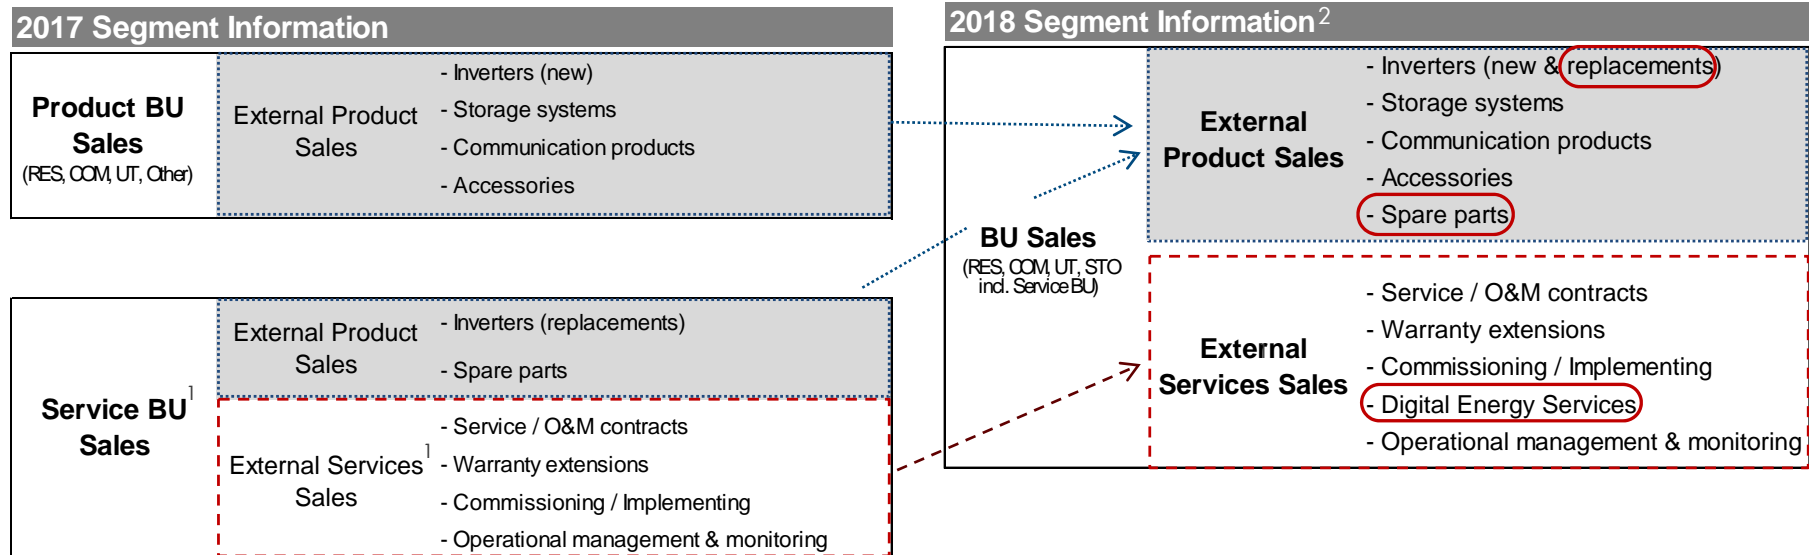 2017 Segment Information
Product BU
Sales
(RES, COM, UT, Other)
External Product
Sales
- Inverters (new)
- Storage systems
- Communication products
- Accessories
Service BU1
Sales
External Product
Sales
- Inverters (replacements)
- Spare parts
External Services1
Sales
- Service / O&M contracts
- Warranty extensions
- Commissioning / Implementing
- Operational management & monitoring
2018 Segment Information2
BU Sales
(RES, COM, UT, STO
incl. Service BU)
External
Product Sales
- Inverters (new & replacements)
- Storage systems
- Communication products
- Accessories
- Spare parts
External
Services Sales
- Service / O&M contracts
- Warranty extensions
- Commissioning / Implementing
- Digital Energy Services
- Operational management & monitoring